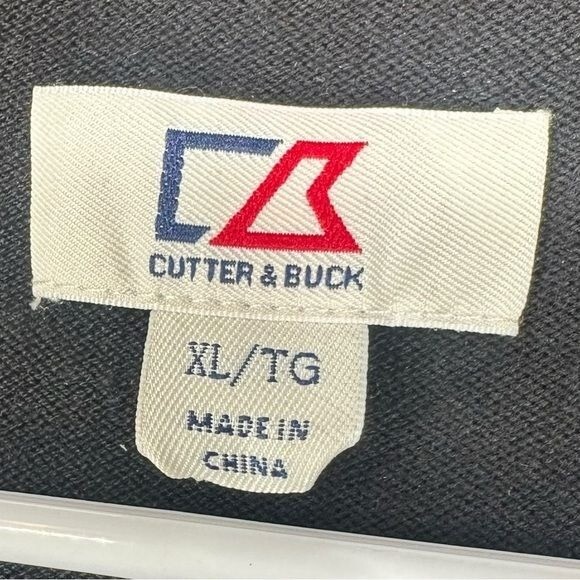 CUTTER & BUCK
XL/TG
MADE IN
CHINA